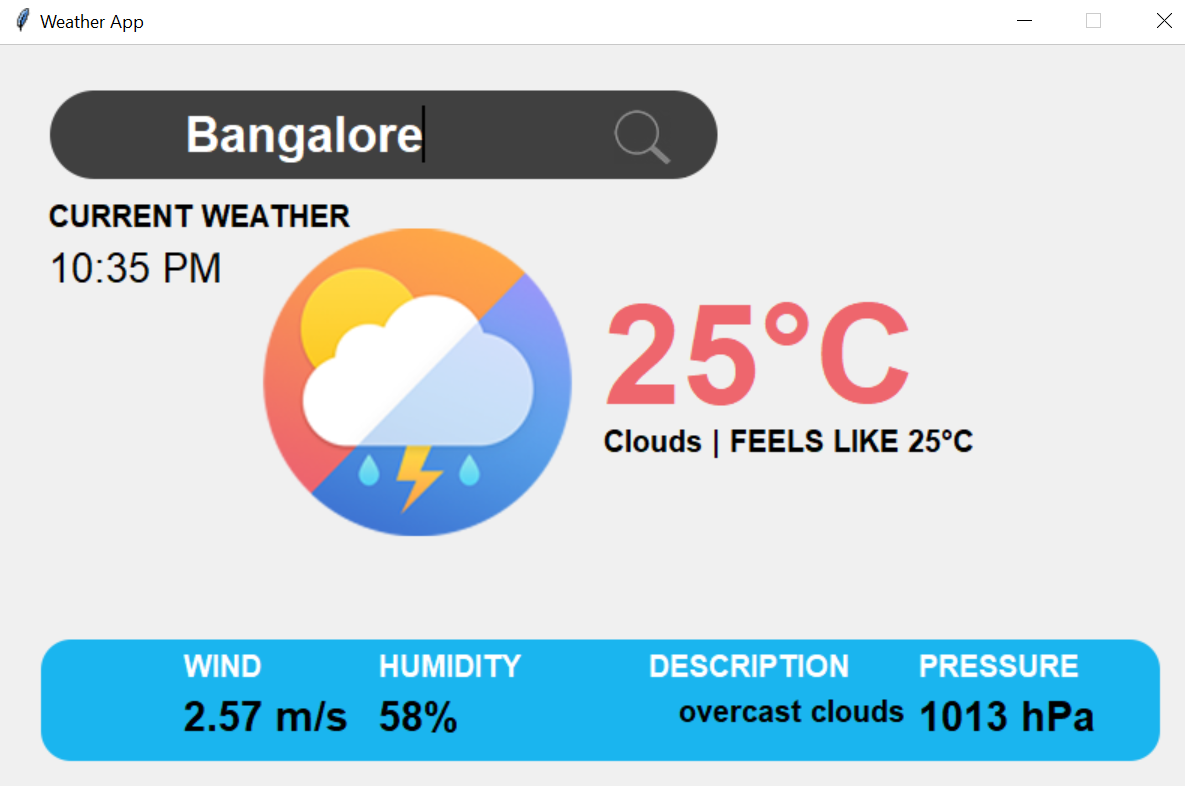 Weather App
Bangalore
CURRENT WEATHER
10:35 PM
25°C
Clouds | FEELS LIKE 25°C
WIND HUMIDITY DESCRIPTION PRESSURE
2.57 m/s 58% overcast clouds 1013 hPa